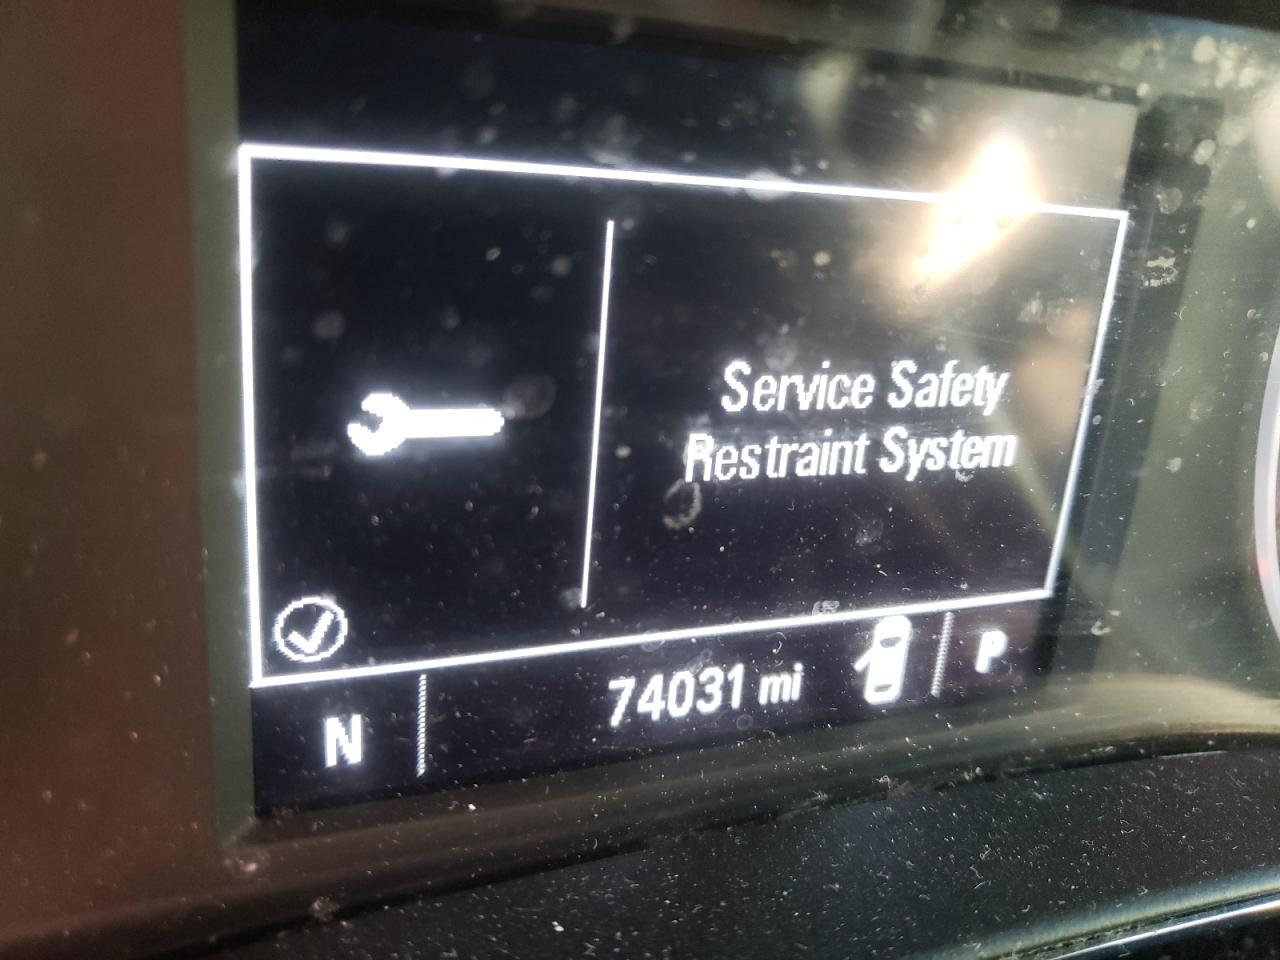 Service Safety
Restraint System
N
74031 mi
P